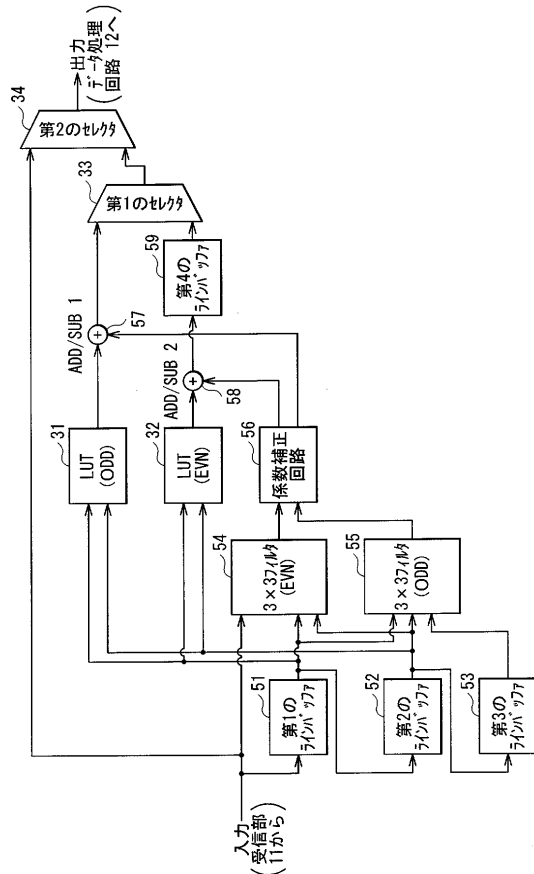 入力
(受信部
11から)
第1の
ラインバッファ
51
第2の
ラインバッファ
52
第3の
ラインバッファ
53
3×3フィルタ
(EVN)
54
3×3フィルタ
(ODD)
55
LUT
(ODD)
31
LUT
(EVN)
32
係数補正
回路
56
ADD/SUB 1
57
ADD/SUB 2
58
第4の
ラインバッファ
59
第1のセレクタ
33
第2のセレクタ
34
出力
(データ処理
回路 12へ)